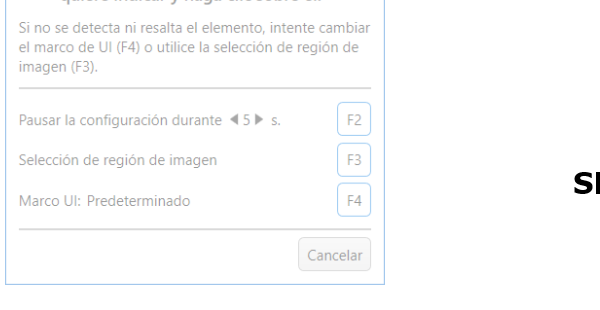 Si no se detecta ni resalta el elemento, intente cambiar
el marco de UI (F4) o utilice la selección de región de
imagen (F3).
Pausar la configuración durante ◀ 5 ▶ s. F2
Selección de región de imagen F3
Marco UI: Predeterminado F4
Cancelar